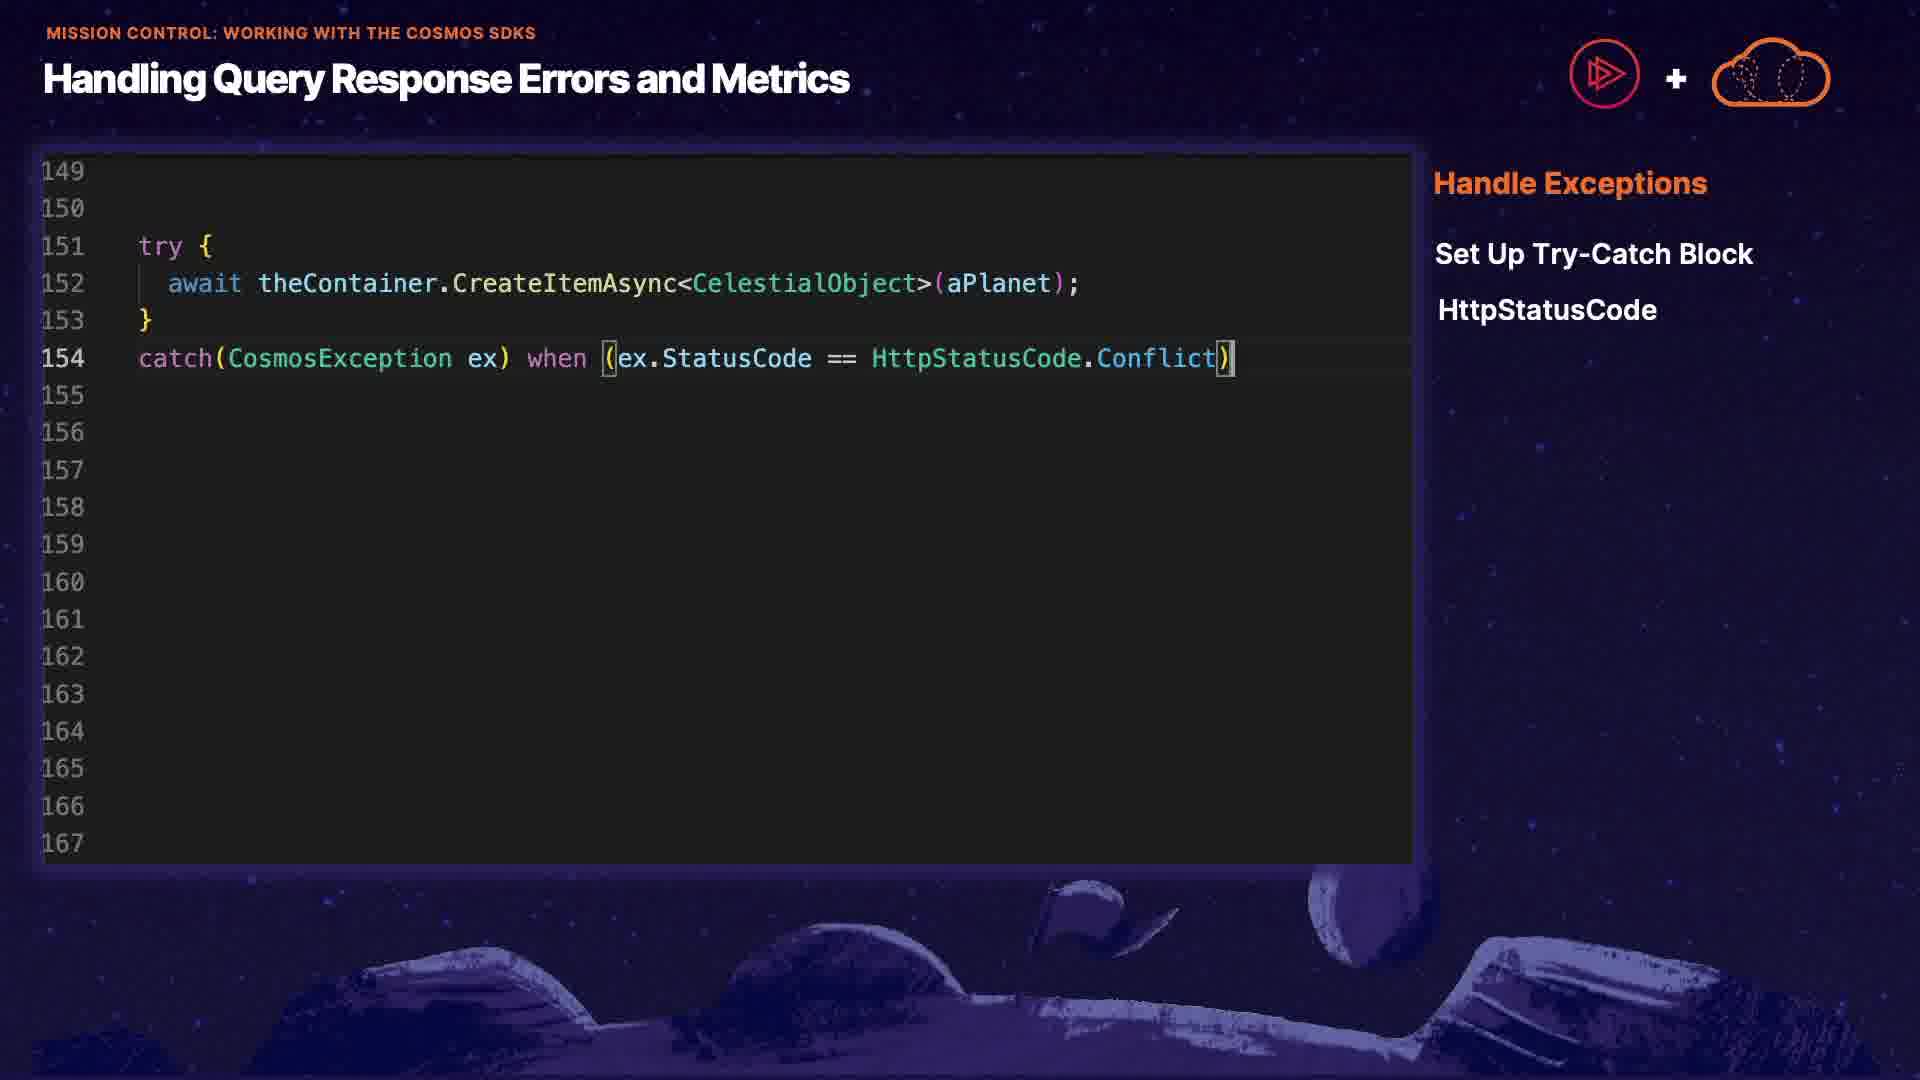 MISSION CONTROL: WORKING WITH THE COSMOS SDKS
Handling Query Response Errors and Metrics
149
150
151 try {
152 await theContainer.CreateItemAsync<CelestialObject>(aPlanet);
153 }
154 catch(CosmosException ex) when (ex.StatusCode == HttpStatusCode.Conflict)
155
156
157
158
159
160
161
162
163
164
165
166
167
Handle Exceptions
Set Up Try-Catch Block
HttpStatusCode